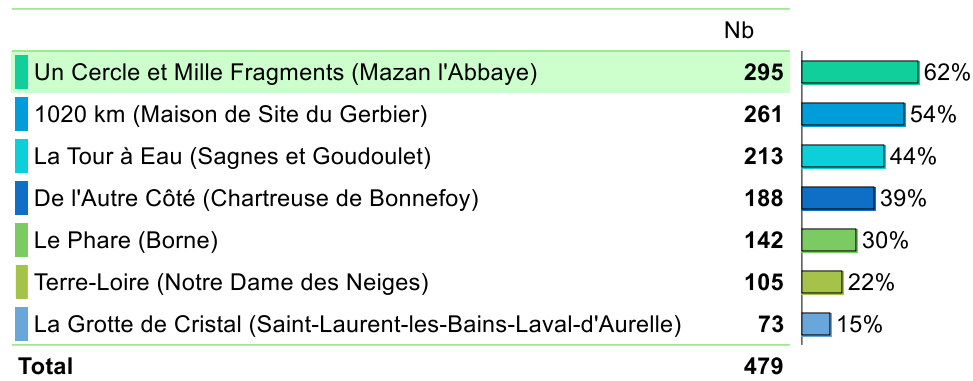 Nb
Un Cercle et Mille Fragments (Mazan l'Abbaye) 295 62%
1020 km (Maison de Site du Gerbier) 261 54%
La Tour à Eau (Sagnes et Goudoulet) 213 44%
De l'Autre Côté (Chartreuse de Bonnefoy) 188 39%
Le Phare (Borne) 142 30%
Terre-Loire (Notre Dame des Neiges) 105 22%
La Grotte de Cristal (Saint-Laurent-les-Bains-Laval-d'Aurelle) 73 15%
Total 479